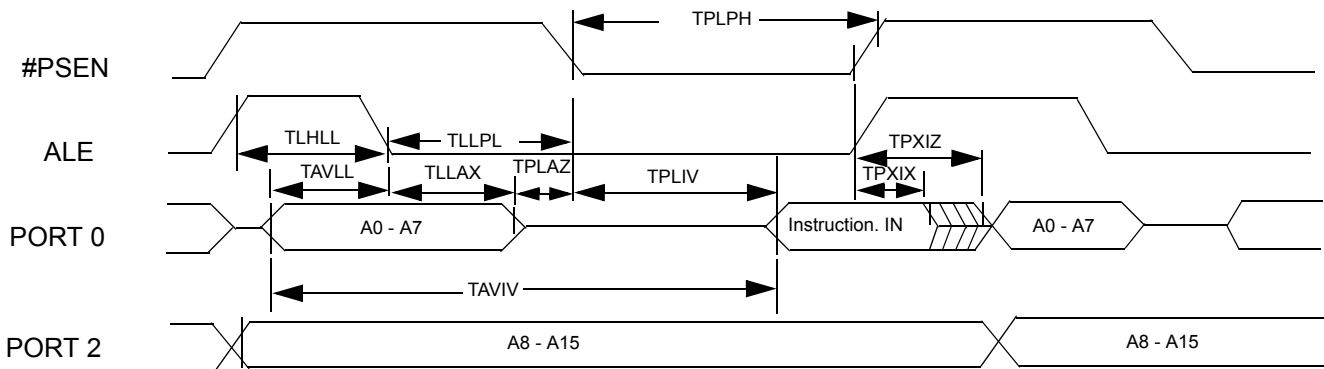 TPLPH
#PSEN
ALE
TLHLL
TLLPL
TPXIZ
TAVLL
TLLAX
TPLAZ
TPLIV
TPXIX
PORT 0
A0 - A7
Instruction. IN
A0 - A7
TAVIV
PORT 2
A8 - A15
A8 - A15